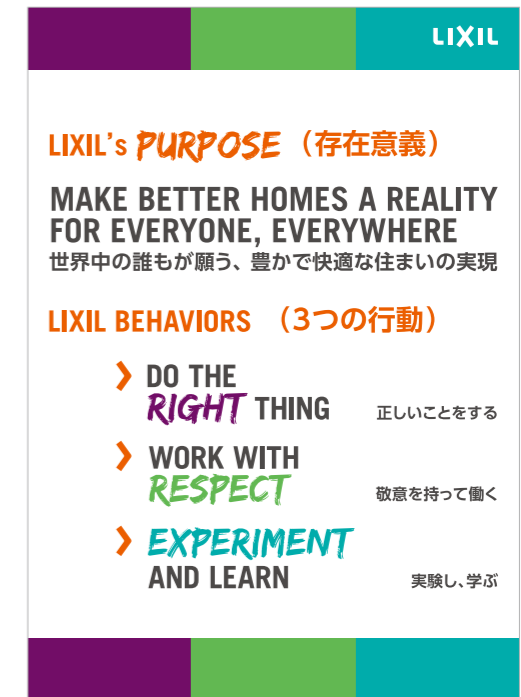 LIXIL
LIXIL's PURPOSE（存在意義）
MAKE BETTER HOMES A REALITY
FOR EVERYONE, EVERYWHERE
世界中の誰もが願う、豊かで快適な住まいの実現
LIXIL BEHAVIORS （3つの行動）
DO THE
RIGHT THING 正しいことをする
WORK WITH
RESPECT 敬意を持って働く
EXPERIMENT
AND LEARN 実験し、学ぶ